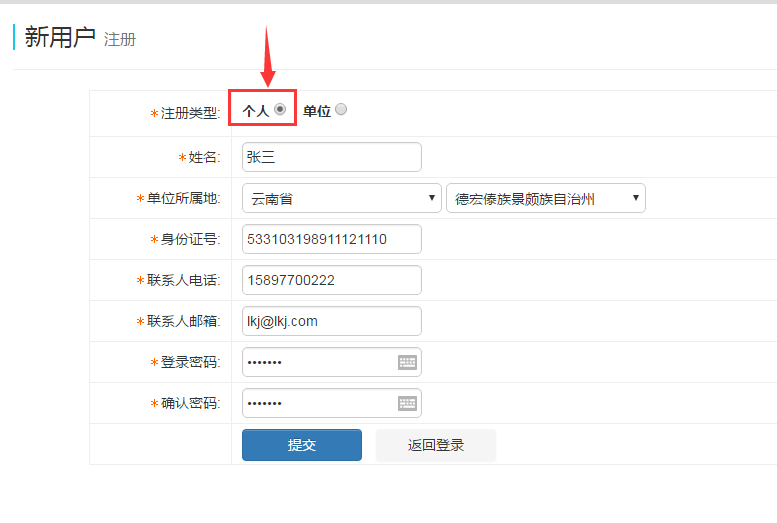 新用户 注册
*注册类型: 个人 单位
*姓名: 张三
*单位所属地: 云南省 德宏傣族景颇族自治州
*身份证号: 533103198911121110
*联系人电话: 15897700222
*联系人邮箱: lkj@lkj.com
*登录密码: •••••••
*确认密码: •••••••
提交 返回登录